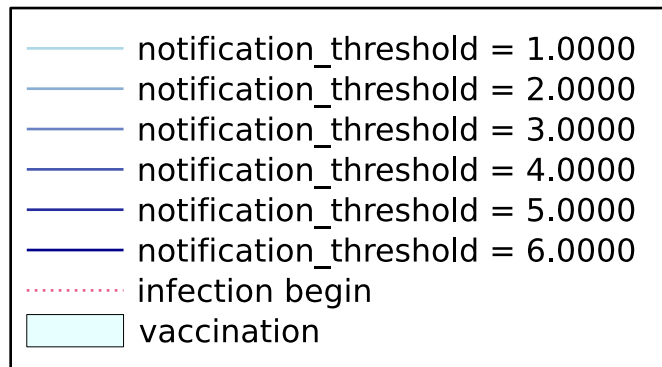 notification_threshold = 1.0000
notification_threshold = 2.0000
notification_threshold = 3.0000
notification_threshold = 4.0000
notification_threshold = 5.0000
notification_threshold = 6.0000
infection begin
vaccination